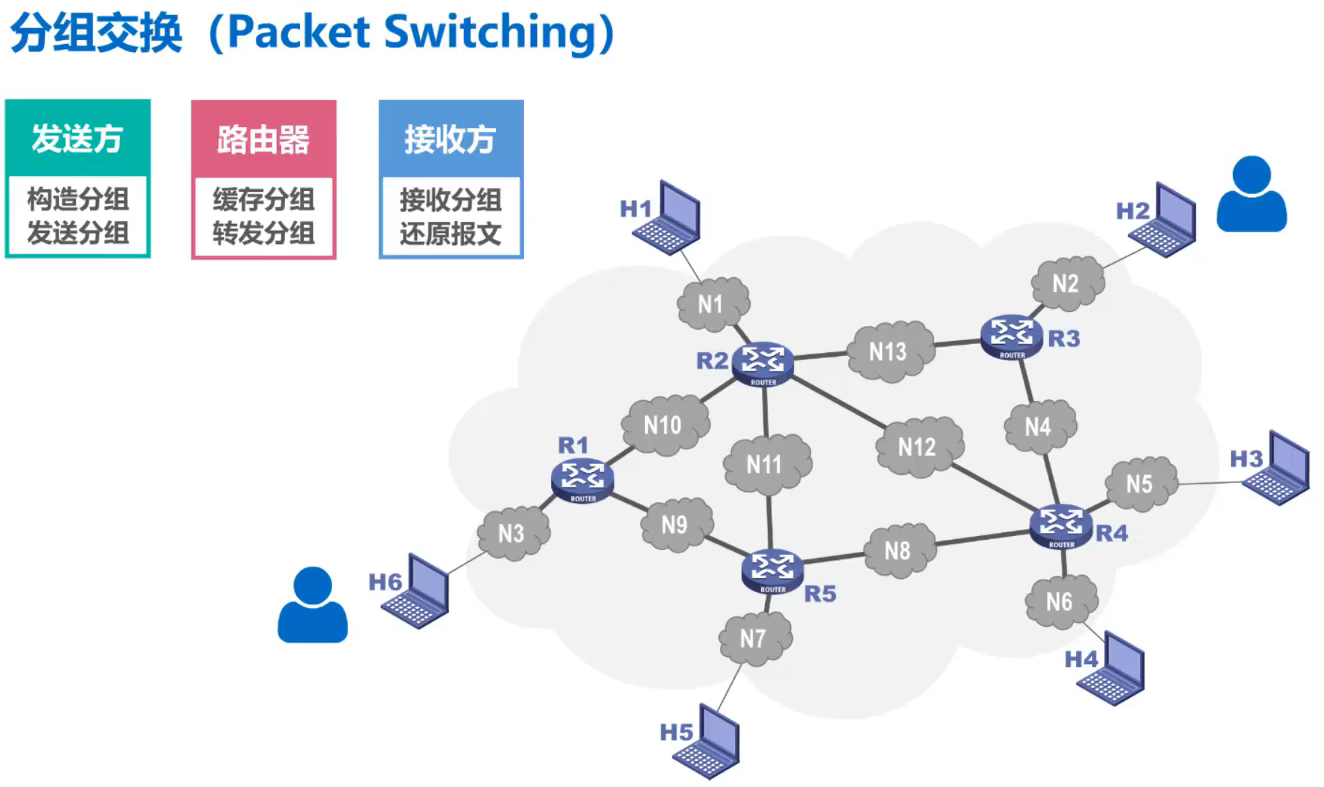 分组交换（Packet Switching）
发送方
构造分组
发送分组
路由器
缓存分组
转发分组
接收方
接收分组
还原报文
H1
H2
N1
N2
R2
ROUTER
N13
R3
ROUTER
N10
N12
N4
R1
ROUTER
N11
N5
H3
N3
N9
N8
R4
ROUTER
H6
R5
ROUTER
N6
N7
H4
H5